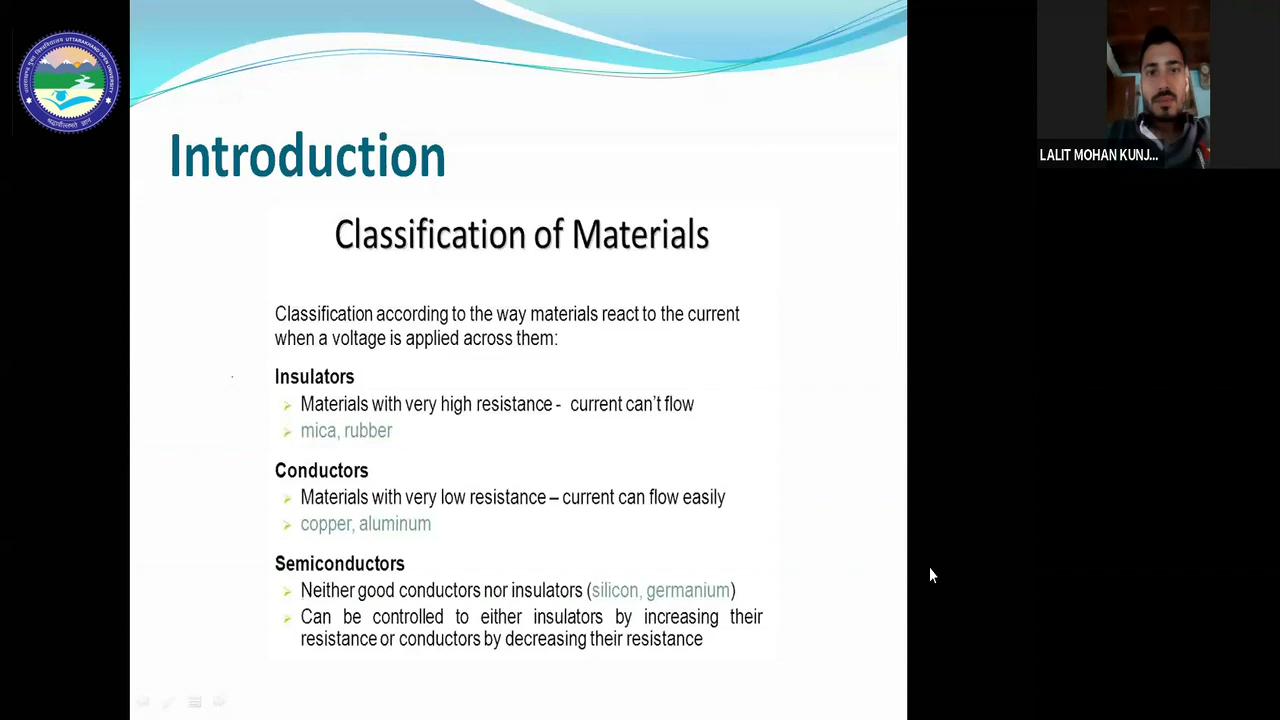 UTTARAKHAND OPEN UNIVERSITY
Introduction
LALIT MOHAN KUNJ...
Classification of Materials
Classification according to the way materials react to the current
when a voltage is applied across them:
Insulators
Materials with very high resistance - current can't flow
mica, rubber
Conductors
Materials with very low resistance – current can flow easily
copper, aluminum
Semiconductors
Neither good conductors nor insulators (silicon, germanium)
Can be controlled to either insulators by increasing their
resistance or conductors by decreasing their resistance